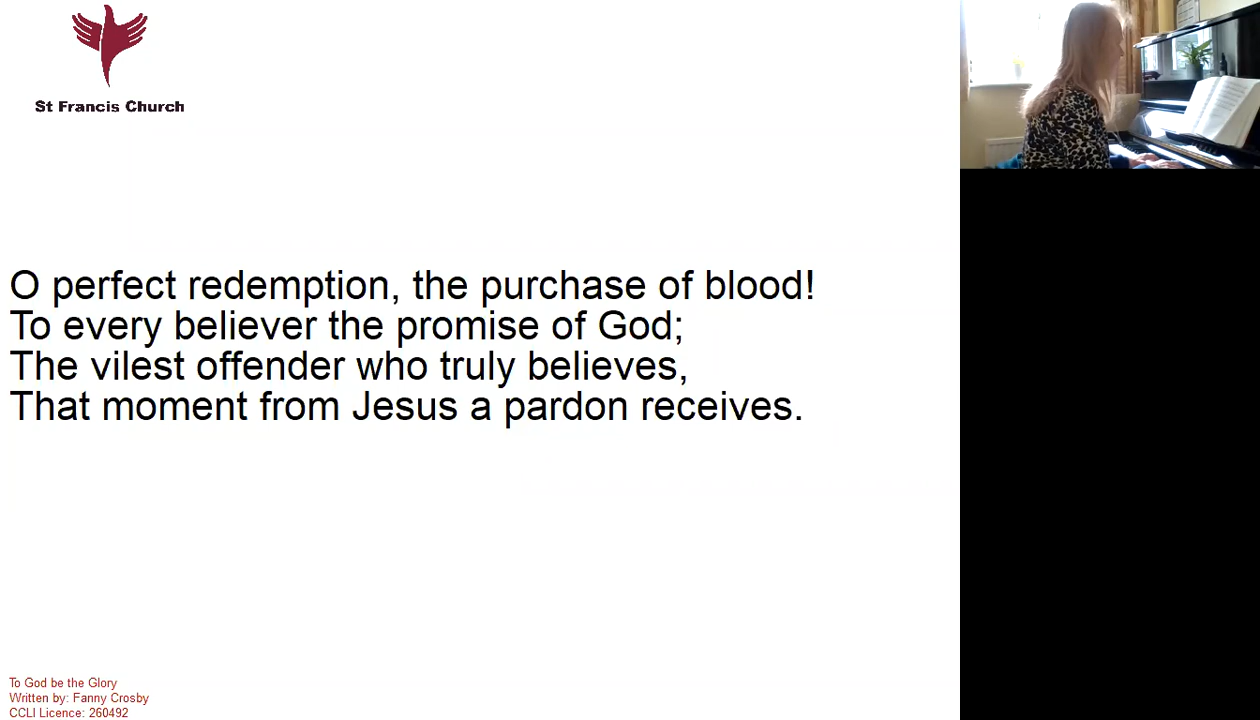 St Francis Church
O perfect redemption, the purchase of blood!
To every believer the promise of God;
The vilest offender who truly believes,
That moment from Jesus a pardon receives.
To God be the Glory
Written by: Fanny Crosby
CCLI Licence: 260492